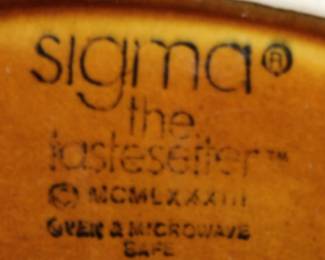 sigma®
the
tastesetter™
© MCMLXXXIII
OVEN & MICROWAVE
SAFE